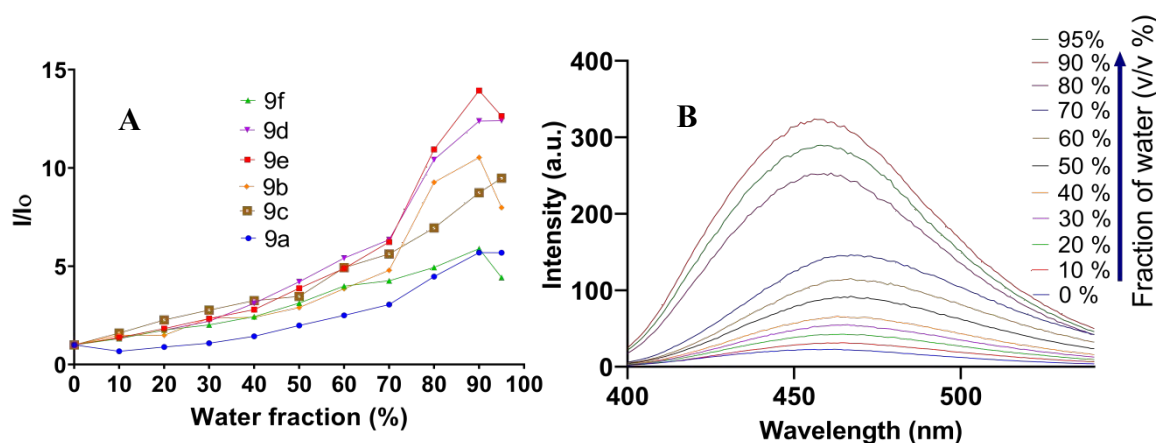 A
I/Io
15
10
5
0
9f
9d
9e
9b
9c
9a
0 10 20 30 40 50 60 70 80 90 100
Water fraction (%)
B
Intensity (a.u.)
400
300
200
100
0
400 450 500
Wavelength (nm)
95%
90 %
80 %
70 %
60 %
50 %
40 %
30 %
20 %
10 %
0 %
Fraction of water (v/v %)